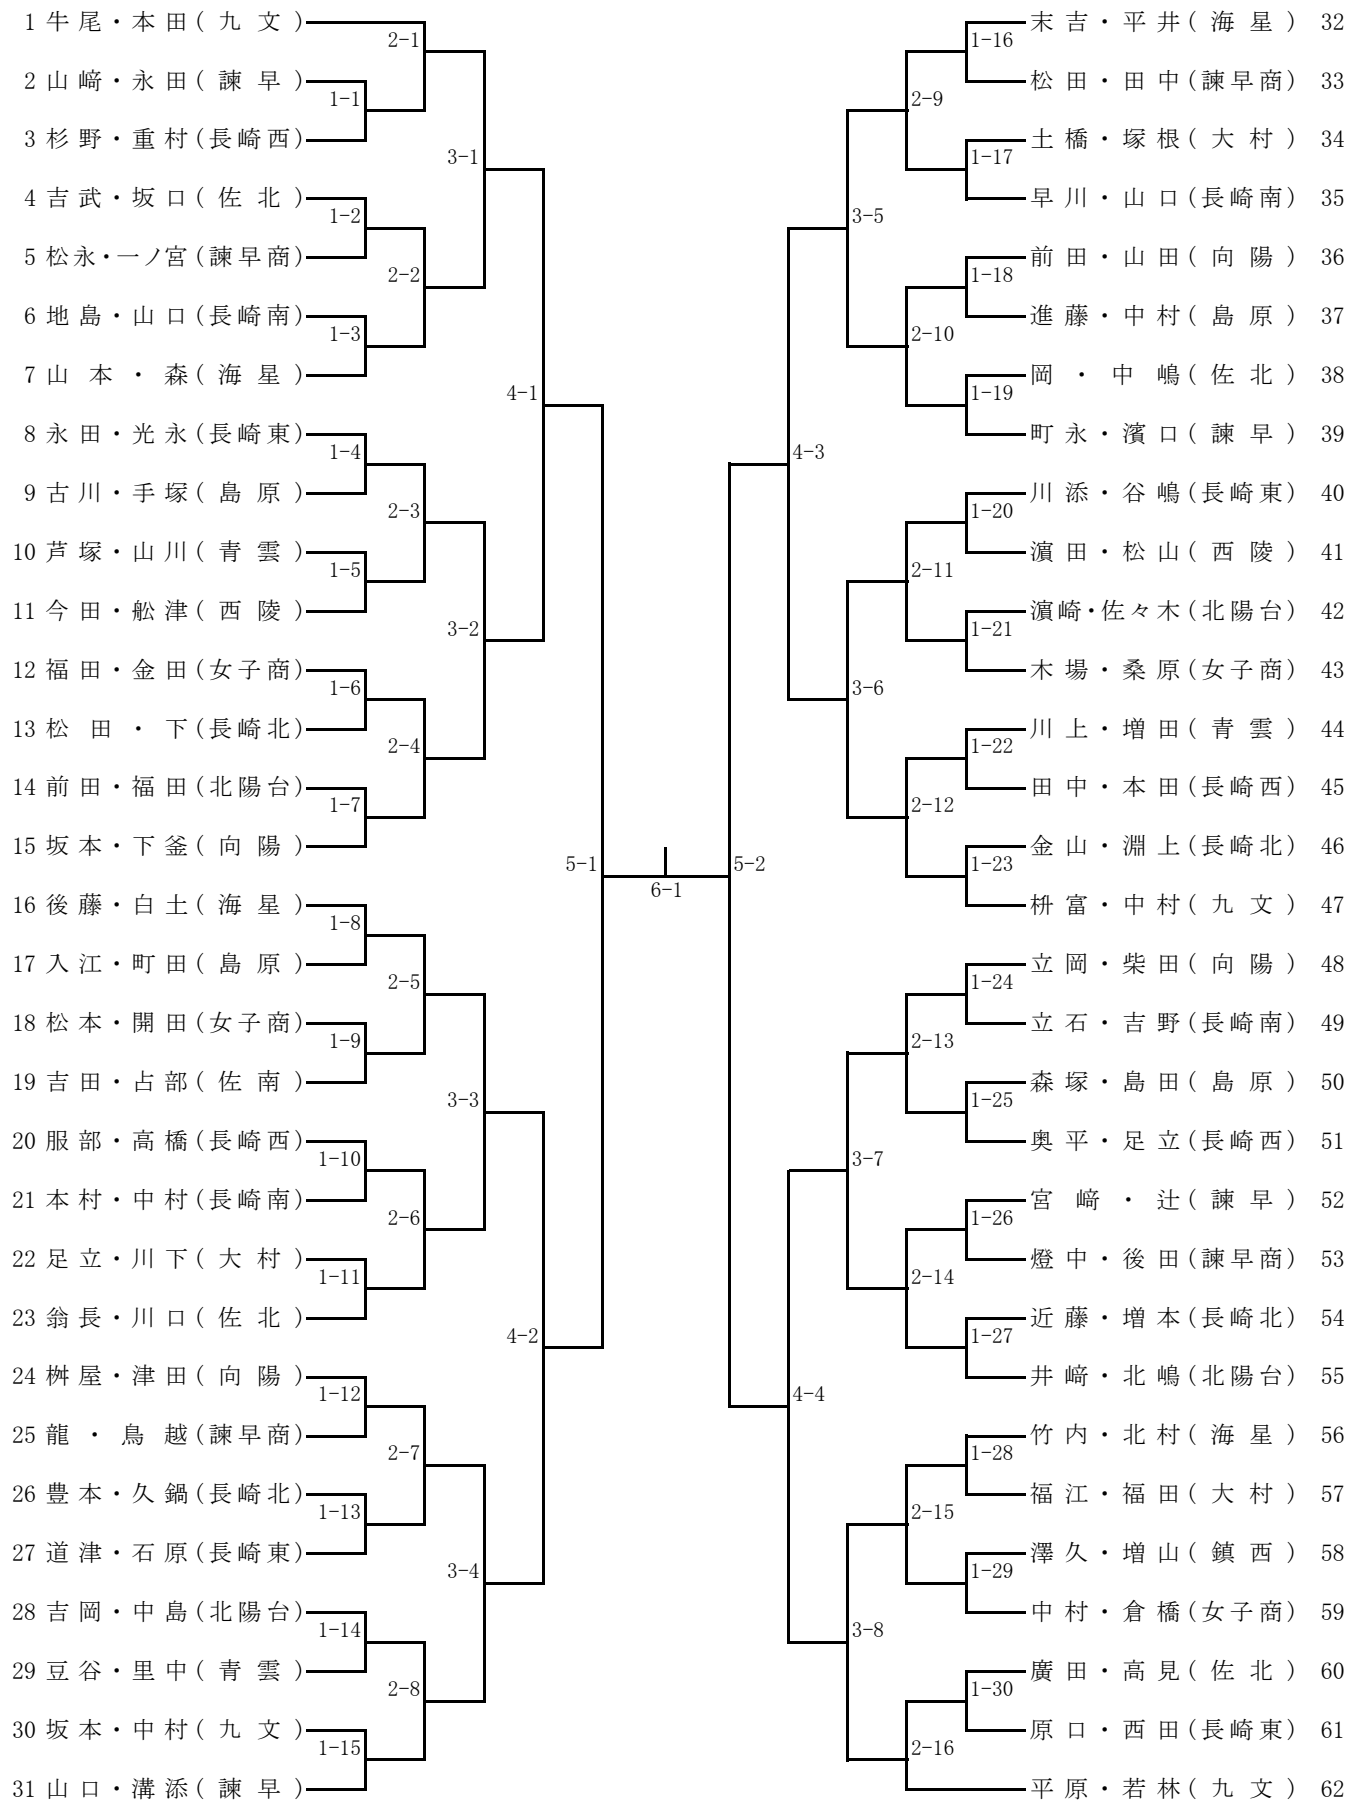 1 牛尾・本田(九文)
2-1
2 山﨑・永田(諫早)
1-1
3 杉野・重村(長崎西)
3-1
4 吉武・坂口(佐北)
1-2
5 松永・一ノ宮(諫早商)
2-2
6 地島・山口(長崎南)
1-3
7 山本・森(海星)
4-1
8 永田・光永(長崎東)
1-4
9 古川・手塚(島原)
2-3
10 芦塚・山川(青雲)
1-5
11 今田・舩津(西陵)
3-2
12 福田・金田(女子商)
1-6
13 松田・下(長崎北)
2-4
14 前田・福田(北陽台)
1-7
15 坂本・下釜(向陽)
5-1
16 後藤・白土(海星)
1-8
17 入江・町田(島原)
2-5
18 松本・開田(女子商)
1-9
19 吉田・占部(佐南)
3-3
20 服部・高橋(長崎西)
1-10
21 本村・中村(長崎南)
2-6
22 足立・川下(大村)
1-11
23 翁長・川口(佐北)
4-2
24 桝屋・津田(向陽)
1-12
25 龍・鳥越(諫早商)
2-7
26 豊本・久鍋(長崎北)
1-13
27 道津・石原(長崎東)
3-4
28 吉岡・中島(北陽台)
1-14
29 豆谷・里中(青雲)
2-8
30 坂本・中村(九文)
1-15
31 山口・溝添(諫早)
6-1
末吉・平井(海星) 32
1-16
松田・田中(諫早商) 33
2-9
土橋・塚根(大村) 34
1-17
早川・山口(長崎南) 35
3-5
前田・山田(向陽) 36
1-18
進藤・中村(島原) 37
2-10
岡・中嶋(佐北) 38
1-19
町永・濱口(諫早) 39
4-3
川添・谷嶋(長崎東) 40
1-20
濵田・松山(西陵) 41
2-11
濵崎・佐々木(北陽台) 42
1-21
木場・桑原(女子商) 43
3-6
川上・増田(青雲) 44
1-22
田中・本田(長崎西) 45
2-12
金山・淵上(長崎北) 46
1-23
枡富・中村(九文) 47
5-2
立岡・柴田(向陽) 48
1-24
立石・吉野(長崎南) 49
2-13
森塚・島田(島原) 50
1-25
奥平・足立(長崎西) 51
3-7
宮﨑・辻(諫早) 52
1-26
燈中・後田(諫早商) 53
2-14
近藤・増本(長崎北) 54
1-27
井﨑・北嶋(北陽台) 55
4-4
竹内・北村(海星) 56
1-28
福江・福田(大村) 57
2-15
澤久・増山(鎮西) 58
1-29
中村・倉橋(女子商) 59
3-8
廣田・高見(佐北) 60
1-30
原口・西田(長崎東) 61
2-16
平原・若林(九文) 62